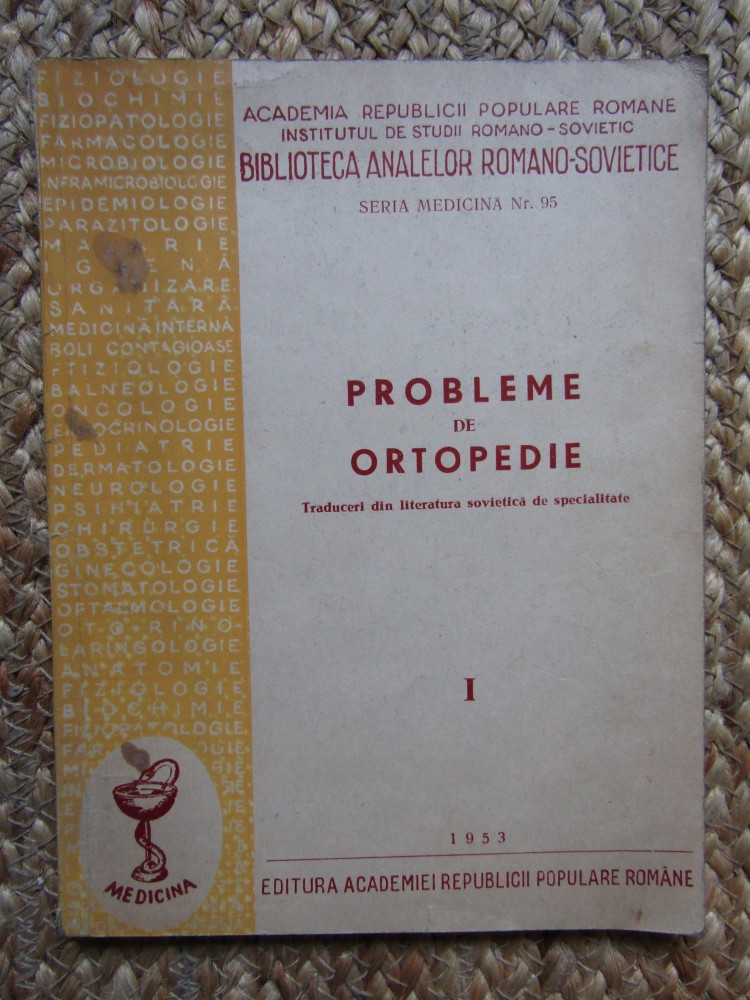 FIZIOLOGIE
BIOCHIMIE
FIZIOPATOLOGIE
FARMACOLOGIE
MICROBIOLOGIE
INFRAMICROBIOLOGIE
EPIDEMIOLOGIE
PARAZITOLOGIE
IGIENĂ
ORGANIZARE
SANITARĂ
MEDICINĂ INTERNĂ
BOLI CONTAGIOASE
FTIZIOLOGIE
BALNEOLOGIE
ONCOLOGIE
ENDOCRINOLOGIE
PEDIATRIE
DERMATOLOGIE
NEUROLOGIE
PSIHIATRIE
CHIRURGIE
OBSTETRICĂ
GINECOLOGIE
STOMATOLOGIE
OFTALMOLOGIE
OTO-RINO-
LARINGOLOGIE
ANATOMIE
FIZIOLOGIE
BIOCHIMIE
FIZIOPATOLOGIE
MEDICINA
ACADEMIA REPUBLICII POPULARE ROMANE
INSTITUTUL DE STUDII ROMANO-SOVIETIC
BIBLIOTECA ANALELOR ROMANO-SOVIETICE
SERIA MEDICINA Nr. 95
PROBLEME
DE
ORTOPEDIE
Traduceri din literatura sovietică de specialitate
I
1953
EDITURA ACADEMIEI REPUBLICII POPULARE ROMÂNE